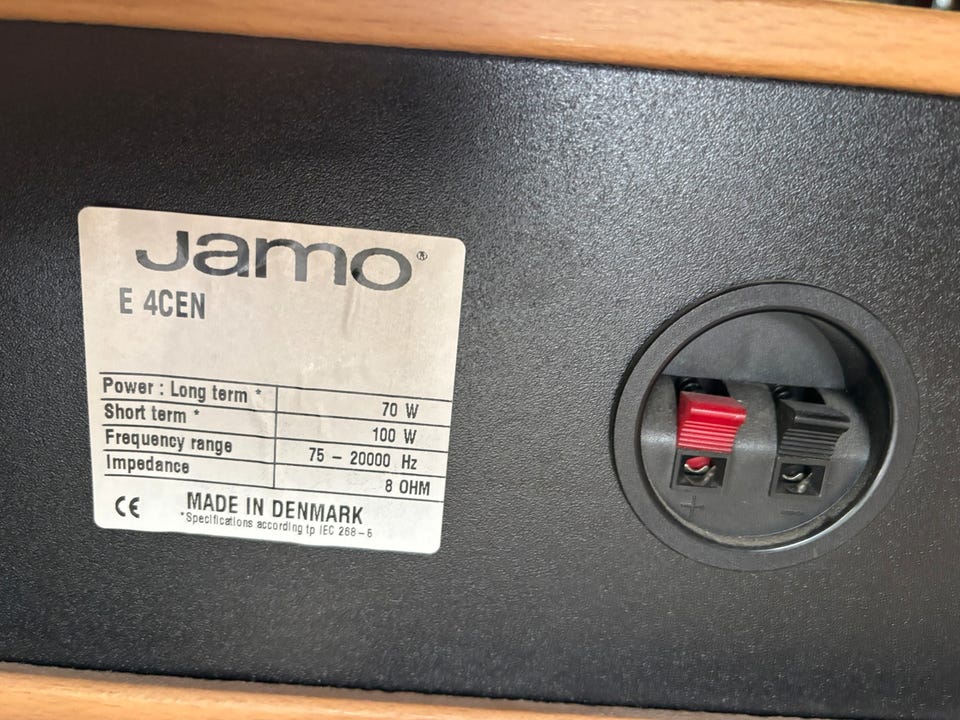 Jamo®
E 4CEN
Power : Long term * 70 W
Short term * 100 W
Frequency range 75 – 20000 Hz
Impedance 8 OHM
CE MADE IN DENMARK
*Specifications according tp IEC 268–5
+ –